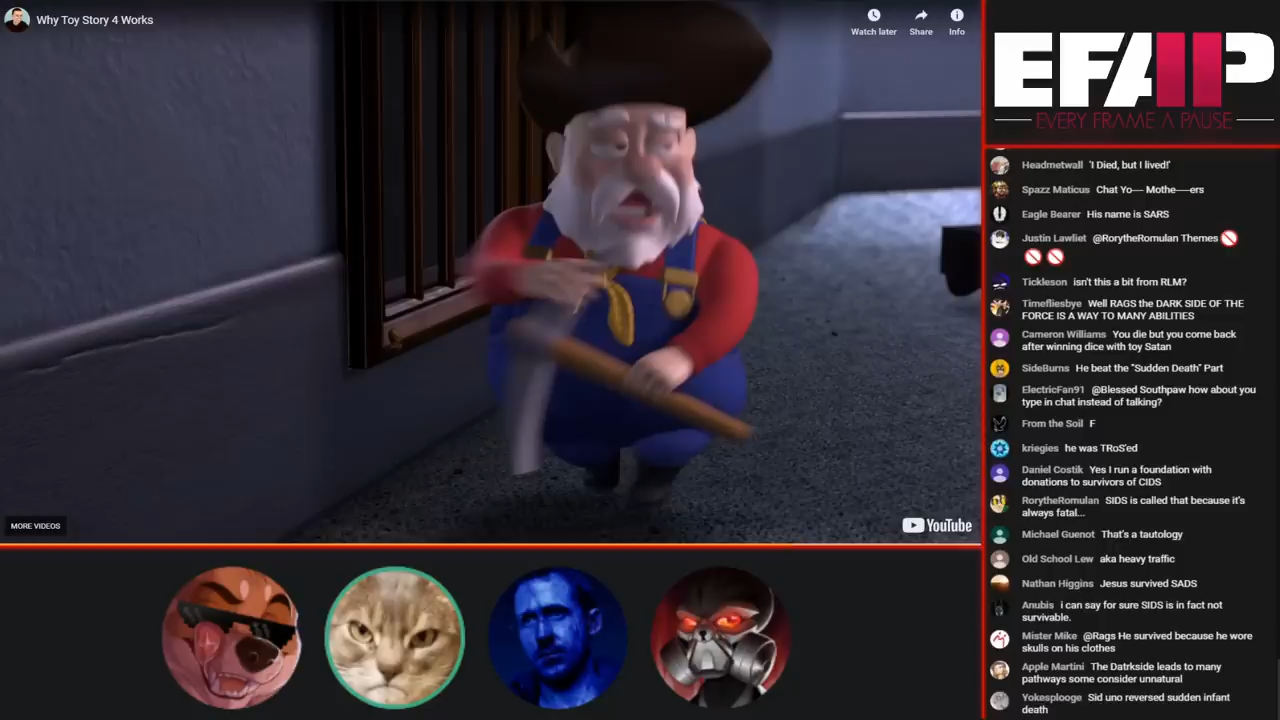 Why Toy Story 4 Works
Watch later
Share
Info
MORE VIDEOS
YouTube
EFAP
EVERY FRAME A PAUSE
Headmetwall 'I Died, but I lived!'
Spazz Maticus Chat Yo— Mothe—ers
Eagle Bearer His name is SARS
Justin Lawliet @RorytheRomulan Themes
Tickleson isn't this a bit from RLM?
Timefliesbye Well RAGS the DARK SIDE OF THE
FORCE IS A WAY TO MANY ABILITIES
Cameron Williams You die but you come back
after winning dice with toy Satan
SideBurns He beat the "Sudden Death" Part
ElectricFan91 @Blessed Southpaw how about you
type in chat instead of talking?
From the Soil F
kriegies he was TRoS'ed
Daniel Costik Yes I run a foundation with
donations to survivors of CIDS
RorytheRomulan SIDS is called that because it's
always fatal...
Michael Guenot That's a tautology
Old School Lew aka heavy traffic
Nathan Higgins Jesus survived SADS
Anubis i can say for sure SIDS is in fact not
survivable.
Mister Mike @Rags He survived because he wore
skulls on his clothes
Apple Martini The Datrkside leads to many
pathways some consider unnatural
Yokesplooge Sid uno reversed sudden infant
death